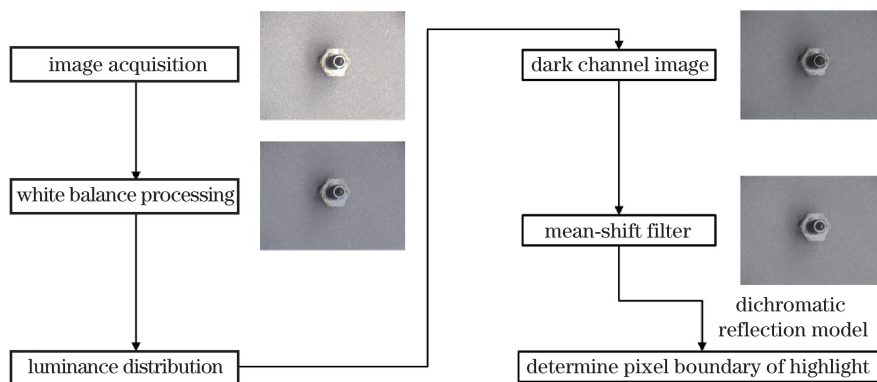 image acquisition
white balance processing
luminance distribution
dark channel image
mean-shift filter
dichromatic
reflection model
determine pixel boundary of highlight